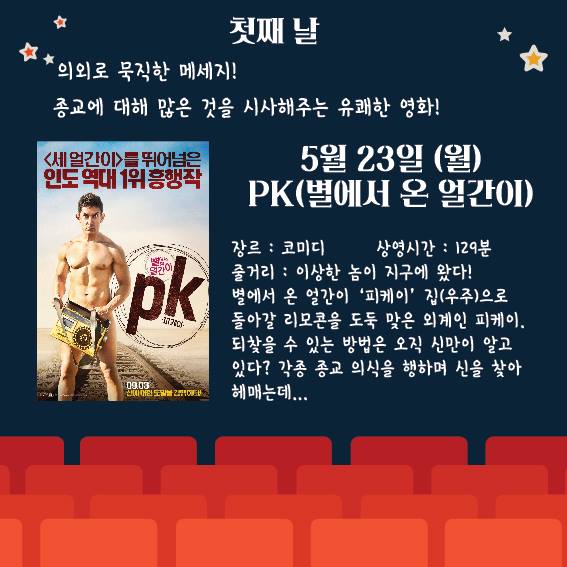 첫째 날
의외로 묵직한 메세지!
종교에 대해 많은 것을 시사해주는 유쾌한 영화!
<세 얼간이>를 뛰어넘은
인도 역대 1위 흥행작
별에서 온
얼간이
pk
피케이
09.03
5월 23일 (월)
PK(별에서 온 얼간이)
장르 : 코미디 상영시간 : 129분
줄거리 : 이상한 놈이 지구에 왔다!
별에서 온 얼간이 ‘피케이’ 집(우주)으로
돌아갈 리모콘을 도둑 맞은 외계인 피케이.
되찾을 수 있는 방법은 오직 신만이 알고
있다? 각종 종교 의식을 행하며 신을 찾아
헤매는데...